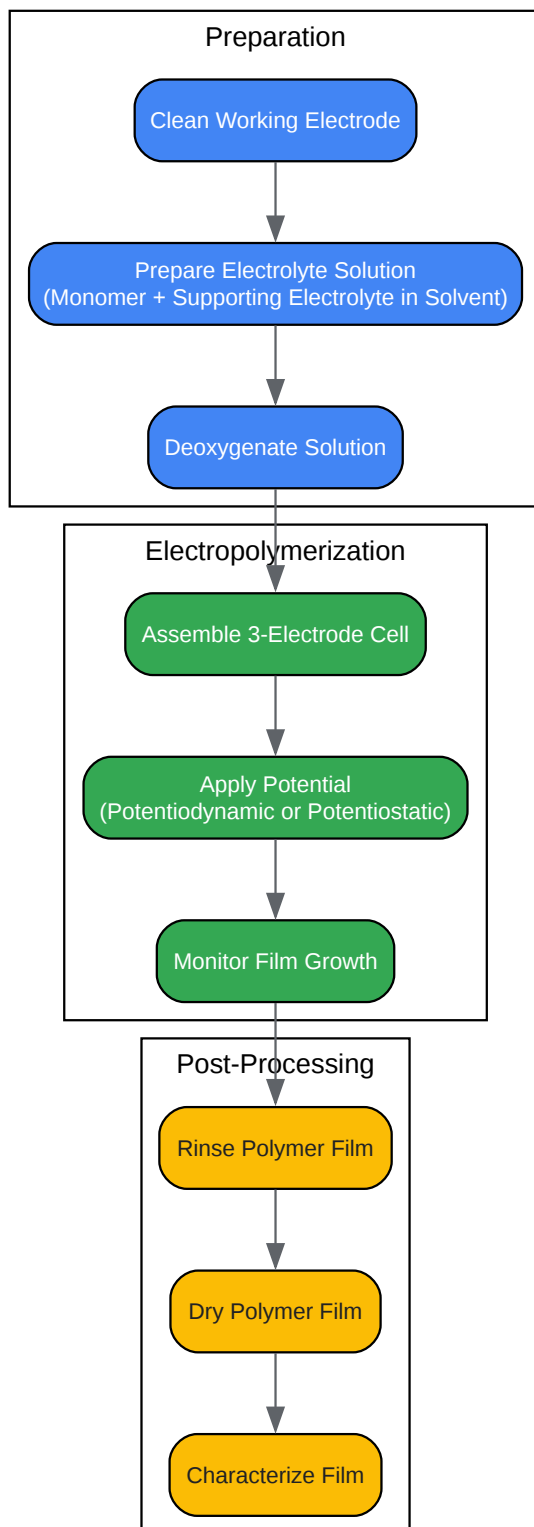 Preparation
Clean Working Electrode
Prepare Electrolyte Solution
(Monomer + Supporting Electrolyte in Solvent)
Deoxygenate Solution
Electropolymerization
Assemble 3-Electrode Cell
Apply Potential
(Potentiodynamic or Potentiostatic)
Monitor Film Growth
Post-Processing
Rinse Polymer Film
Dry Polymer Film
Characterize Film